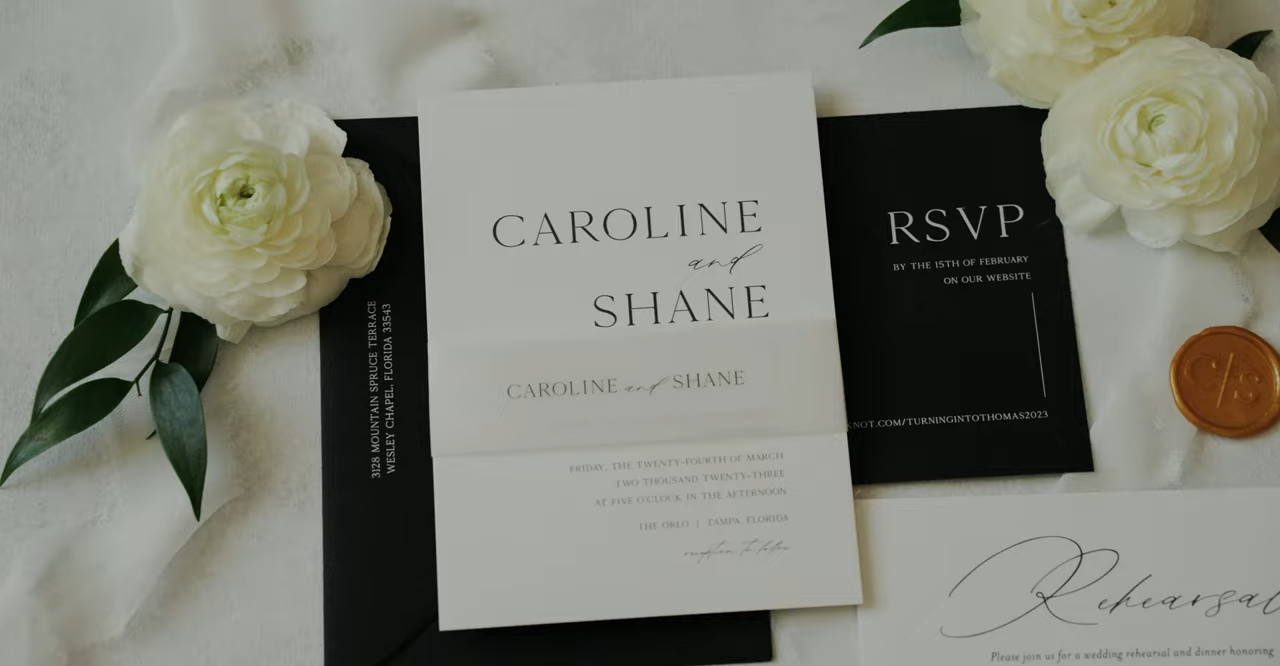 3128 MOUNTAIN SPRUCE TERRACE
WESLEY CHAPEL, FLORIDA 33543
CAROLINE
and
SHANE
CAROLINE and SHANE
FRIDAY, THE TWENTY-FOURTH OF MARCH
TWO THOUSAND TWENTY-THREE
AT FIVE O'CLOCK IN THE AFTERNOON
THE ORLO | TAMPA, FLORIDA
reception to follow
RSVP
BY THE 15TH OF FEBRUARY
ON OUR WEBSITE
KNOT.COM/TURNINGINTOTHOMAS2023
C/S
Rehearsal
Please join us for a wedding rehearsal and dinner honoring